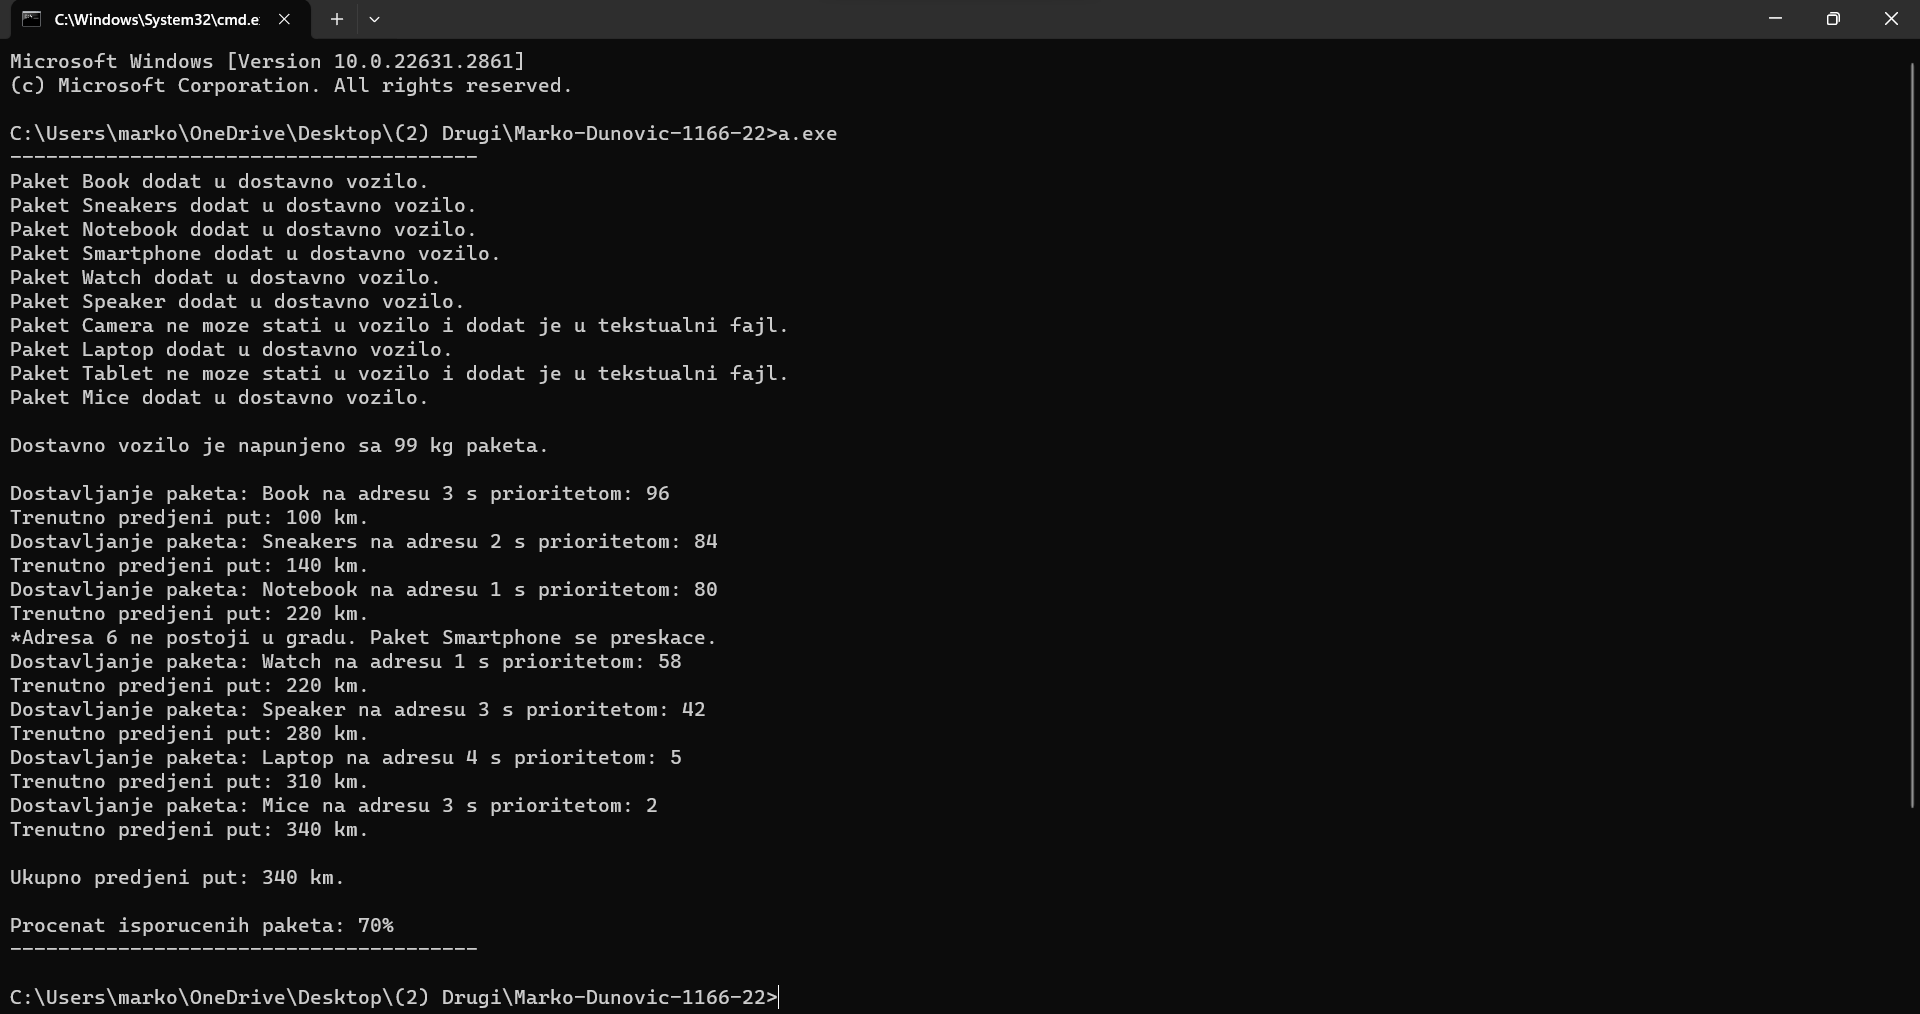 C:\Windows\System32\cmd.e
Microsoft Windows [Version 10.0.22631.2861]
(c) Microsoft Corporation. All rights reserved.
C:\Users\marko\OneDrive\Desktop\(2) Drugi\Marko-Dunovic-1166-22>a.exe
---------------------------------------
Paket Book dodat u dostavno vozilo.
Paket Sneakers dodat u dostavno vozilo.
Paket Notebook dodat u dostavno vozilo.
Paket Smartphone dodat u dostavno vozilo.
Paket Watch dodat u dostavno vozilo.
Paket Speaker dodat u dostavno vozilo.
Paket Camera ne moze stati u vozilo i dodat je u tekstualni fajl.
Paket Laptop dodat u dostavno vozilo.
Paket Tablet ne moze stati u vozilo i dodat je u tekstualni fajl.
Paket Mice dodat u dostavno vozilo.
Dostavno vozilo je napunjeno sa 99 kg paketa.
Dostavljanje paketa: Book na adresu 3 s prioritetom: 96
Trenutno predjeni put: 100 km.
Dostavljanje paketa: Sneakers na adresu 2 s prioritetom: 84
Trenutno predjeni put: 140 km.
Dostavljanje paketa: Notebook na adresu 1 s prioritetom: 80
Trenutno predjeni put: 220 km.
*Adresa 6 ne postoji u gradu. Paket Smartphone se preskace.
Dostavljanje paketa: Watch na adresu 1 s prioritetom: 58
Trenutno predjeni put: 220 km.
Dostavljanje paketa: Speaker na adresu 3 s prioritetom: 42
Trenutno predjeni put: 280 km.
Dostavljanje paketa: Laptop na adresu 4 s prioritetom: 5
Trenutno predjeni put: 310 km.
Dostavljanje paketa: Mice na adresu 3 s prioritetom: 2
Trenutno predjeni put: 340 km.
Ukupno predjeni put: 340 km.
Procenat isporucenih paketa: 70%
---------------------------------------
C:\Users\marko\OneDrive\Desktop\(2) Drugi\Marko-Dunovic-1166-22>